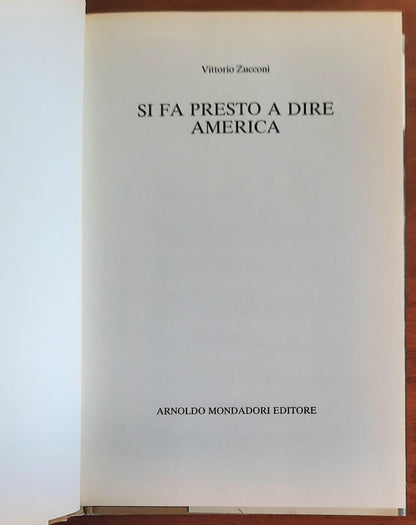 Vittorio Zucconi
SI FA PRESTO A DIRE
AMERICA
ARNOLDO MONDADORI EDITORE